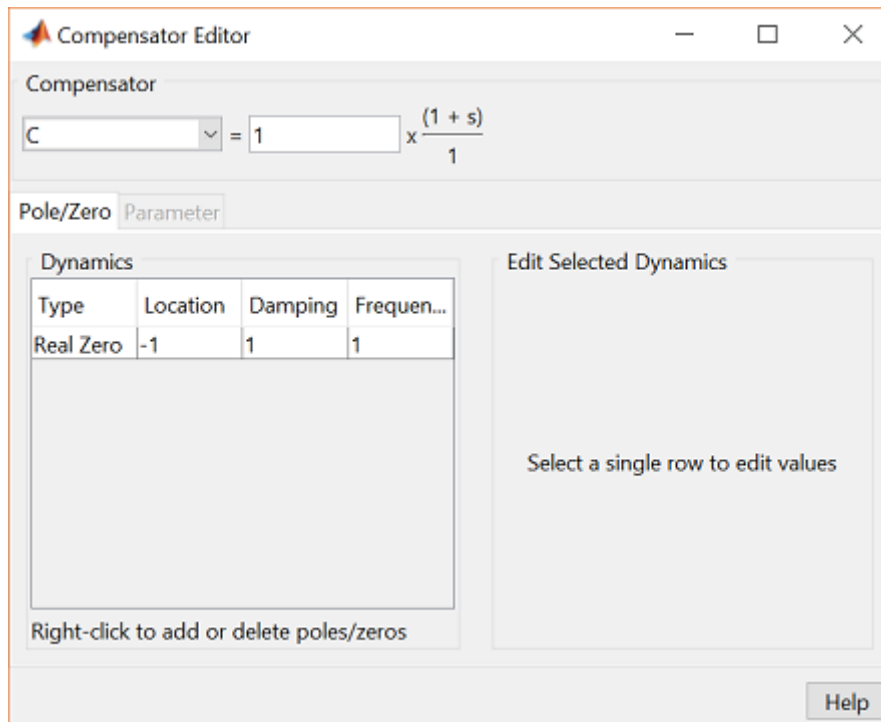 Compensator Editor
Compensator
C = 1 x (1 + s)
1
Pole/Zero Parameter
Dynamics
Type Location Damping Frequen...
Real Zero -1 1 1
Right-click to add or delete poles/zeros
Edit Selected Dynamics
Select a single row to edit values
Help